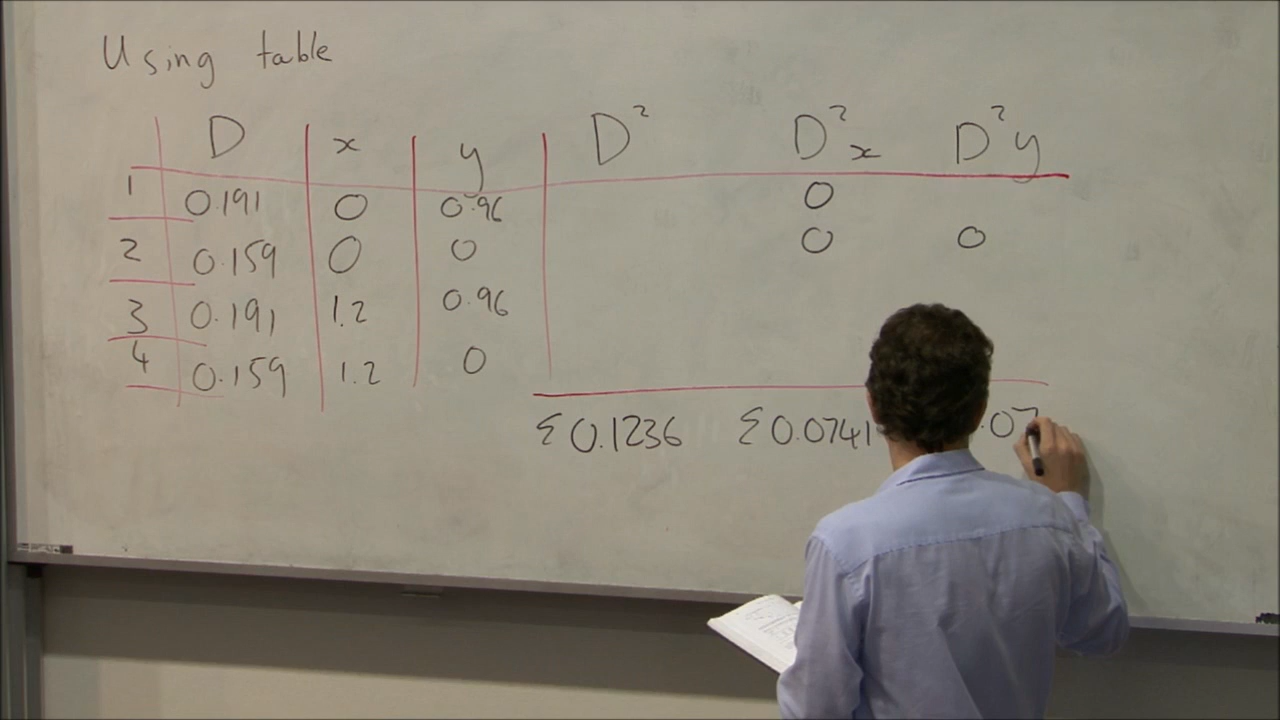 Using table
D x y D² D²x D²y
1 0.191 0 0.96 0
2 0.159 0 0 0 0
3 0.191 1.2 0.96
4 0.159 1.2 0
Σ0.1236 Σ0.0741 .07